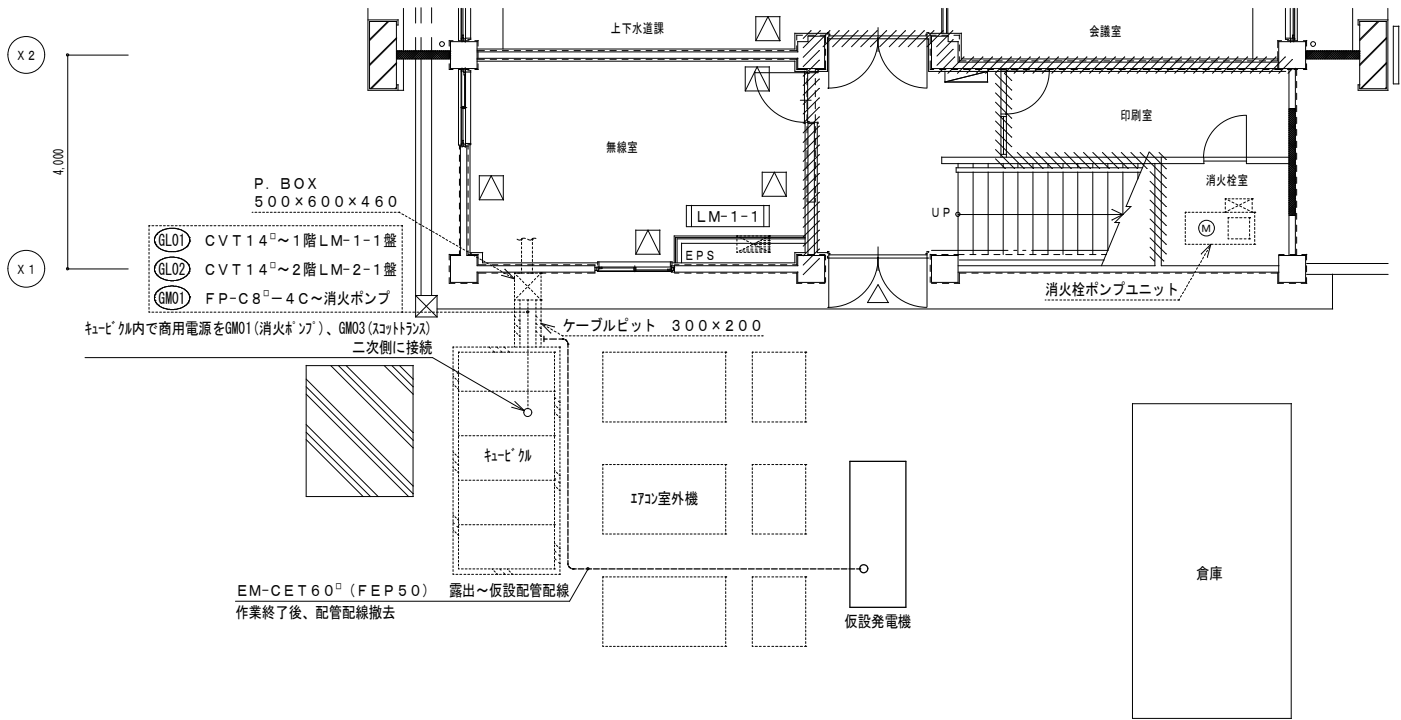 上下水道課
会議室
X2
4,000
無線室
印刷室
消火栓室
P. BOX
500×600×460
LM-1-1
UP
M
GL01 CVT14□～1階LM-1-1盤
GL02 CVT14□～2階LM-2-1盤
GM01 FP-C8□－4C～消火ポンプ
EPS
X1
消火栓ポンプユニット
キュービクル内で商用電源をGM01(消火ポンプ)、GM03(スコットトランス)
二次側に接続
ケーブルピット 300×200
キュービクル
エアコン室外機
倉庫
EM-CET60□ (FEP50) 露出～仮設配管配線
作業終了後、配管配線撤去
仮設発電機